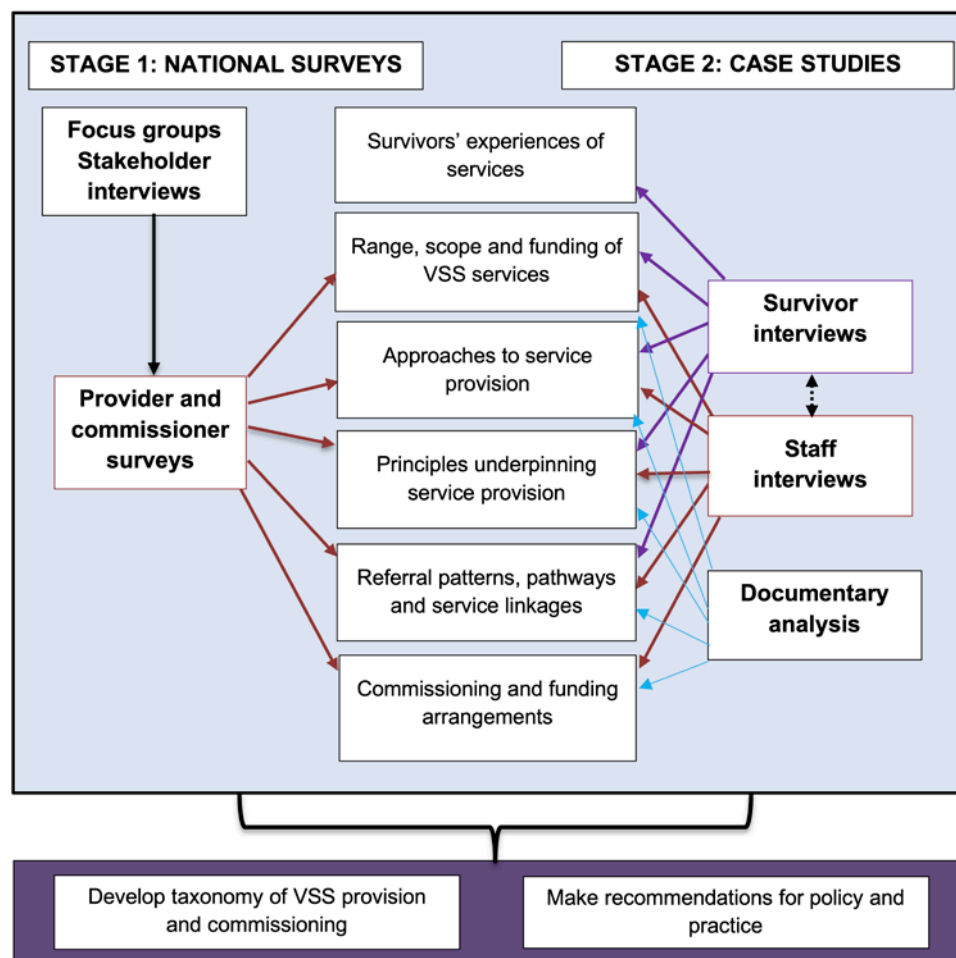 STAGE 1: NATIONAL SURVEYS
STAGE 2: CASE STUDIES
Focus groups
Stakeholder
interviews
Provider and
commissioner
surveys
Survivors’ experiences of
services
Range, scope and funding of
VSS services
Approaches to service
provision
Principles underpinning
service provision
Referral patterns, pathways
and service linkages
Commissioning and funding
arrangements
Survivor
interviews
Staff
interviews
Documentary
analysis
Develop taxonomy of VSS provision
and commissioning
Make recommendations for policy and
practice